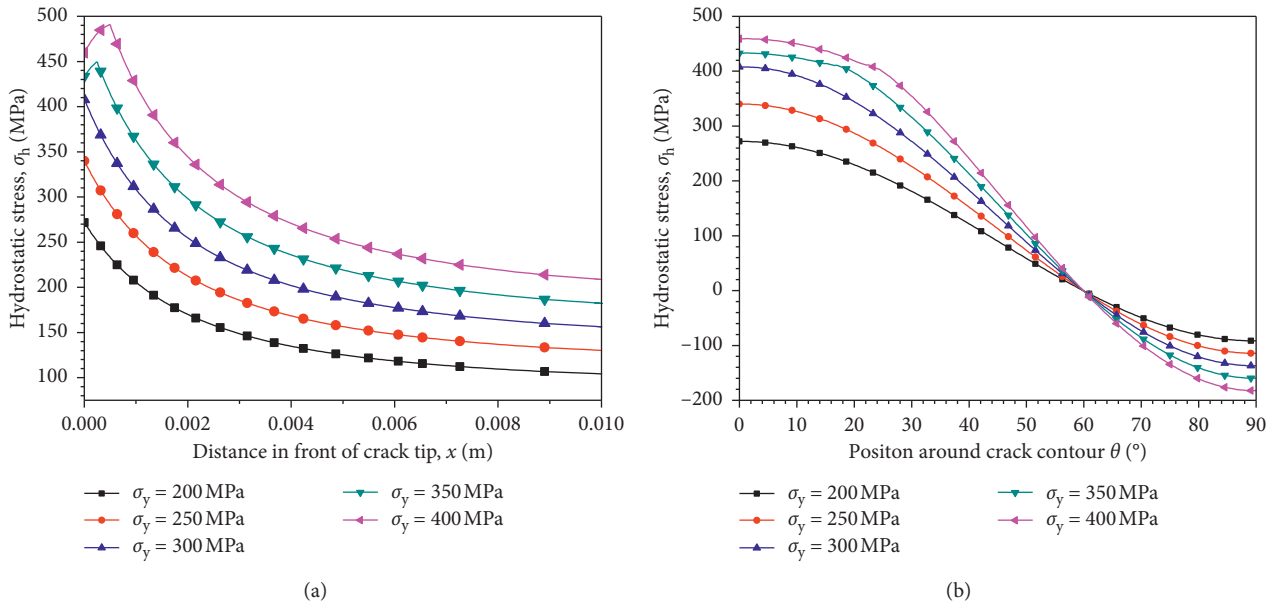 500
450
400
350
300
250
200
150
100
Hydrostatic stress, σh (MPa)
0.000 0.002 0.004 0.006 0.008 0.010
Distance in front of crack tip, x (m)
σy = 200 MPa
σy = 250 MPa
σy = 300 MPa
σy = 350 MPa
σy = 400 MPa
(a)
500
400
300
200
100
0
−100
−200
Hydrostatic stress, σh (MPa)
0 10 20 30 40 50 60 70 80 90
Positon around crack contour θ (°)
σy = 200 MPa
σy = 250 MPa
σy = 300 MPa
σy = 350 MPa
σy = 400 MPa
(b)